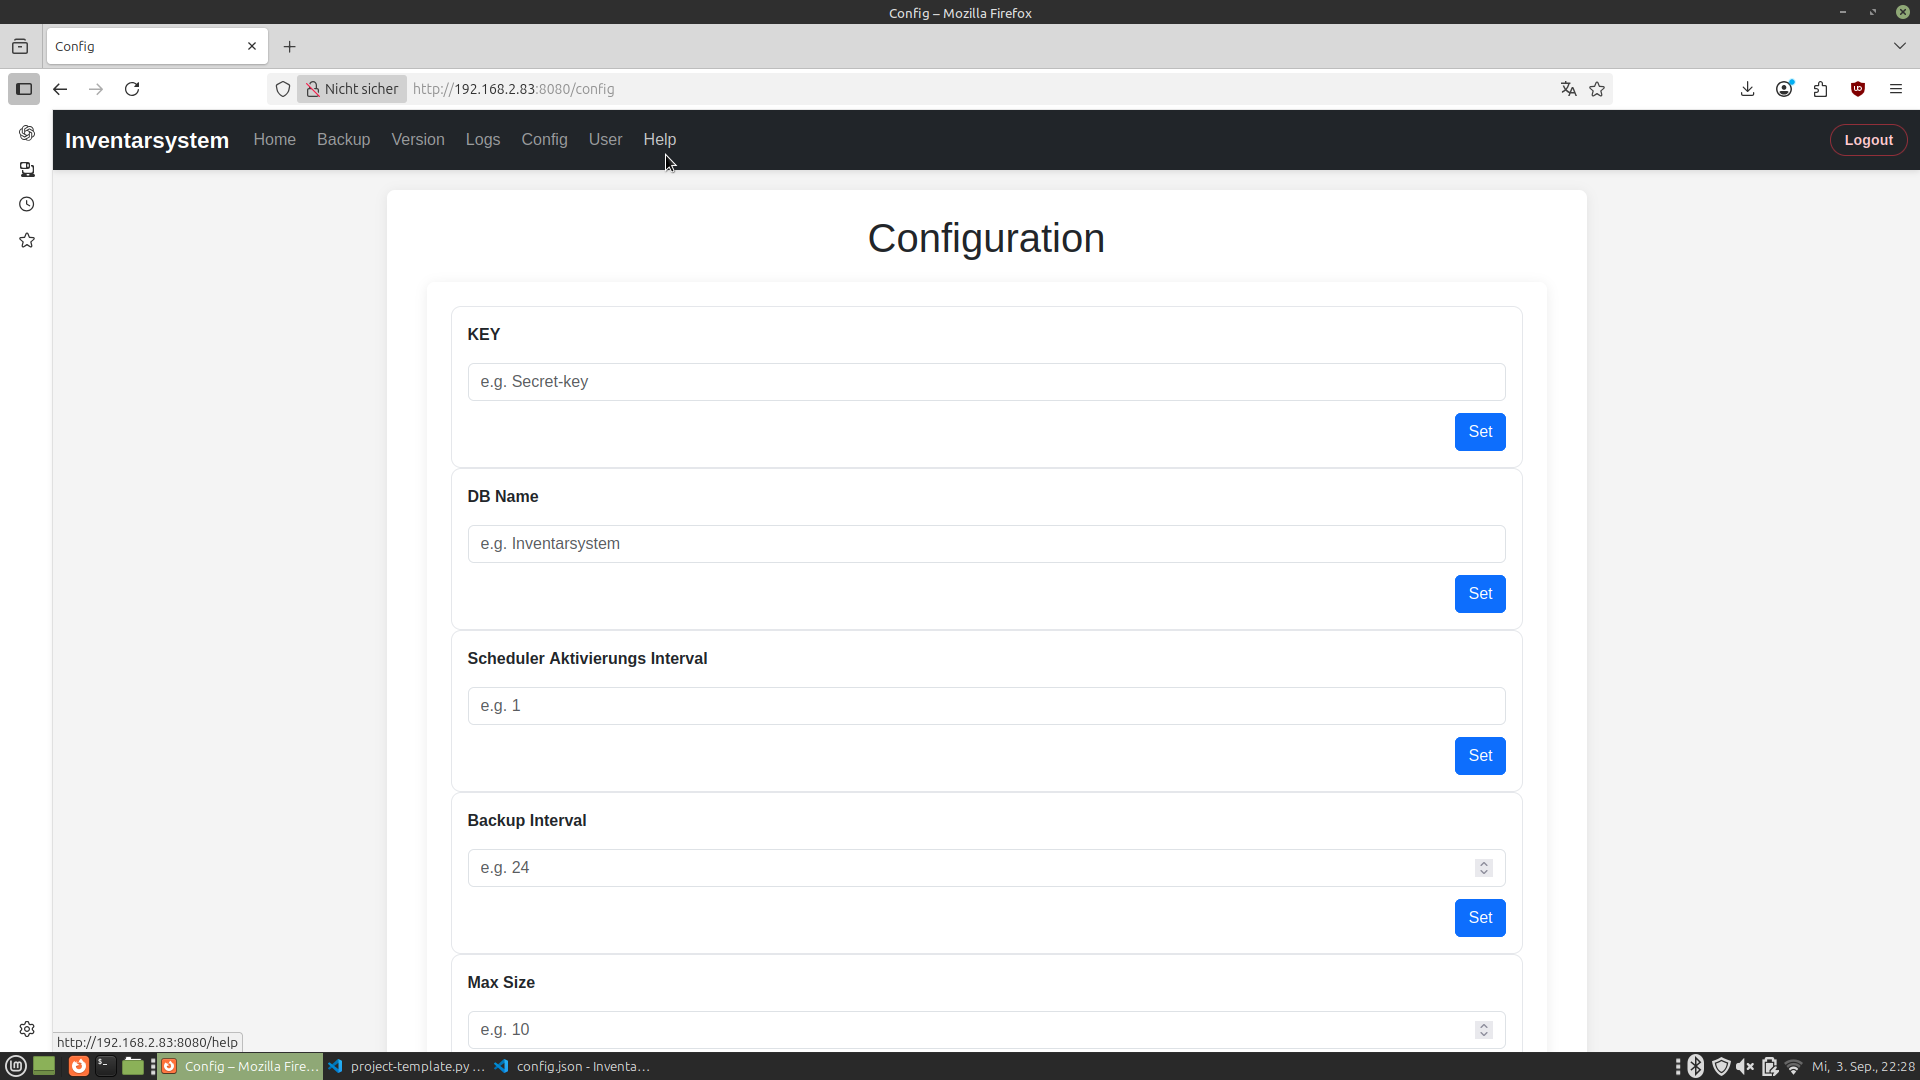 Config – Mozilla Firefox
Config
Nicht sicher
http://192.168.2.83:8080/config
Inventarsystem Home Backup Version Logs Config User Help Logout
Configuration
KEY
e.g. Secret-key
Set
DB Name
e.g. Inventarsystem
Set
Scheduler Aktivierungs Interval
e.g. 1
Set
Backup Interval
e.g. 24
Set
Max Size
e.g. 10
http://192.168.2.83:8080/help
Config – Mozilla Fire... project-template.py ... config.json - Inventa... Mi, 3. Sep., 22:28